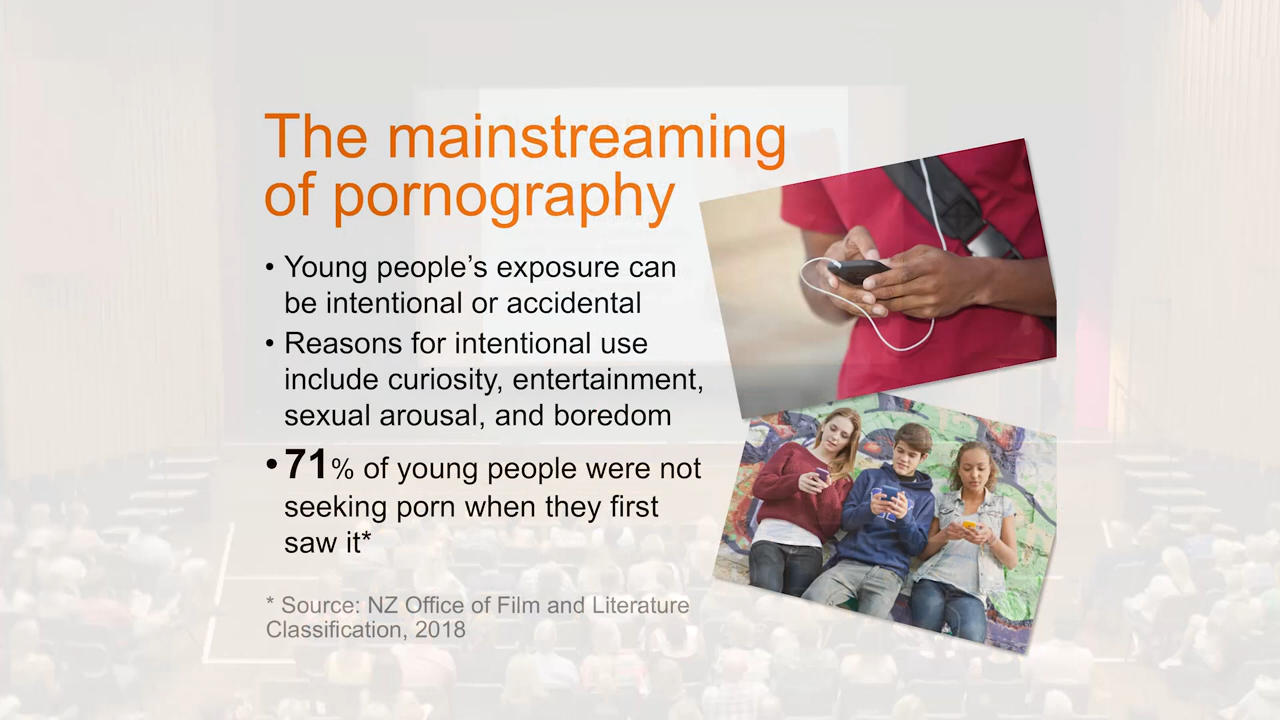 The mainstreaming
of pornography
• Young people’s exposure can
be intentional or accidental
• Reasons for intentional use
include curiosity, entertainment,
sexual arousal, and boredom
• 71% of young people were not
seeking porn when they first
saw it*
* Source: NZ Office of Film and Literature
Classification, 2018